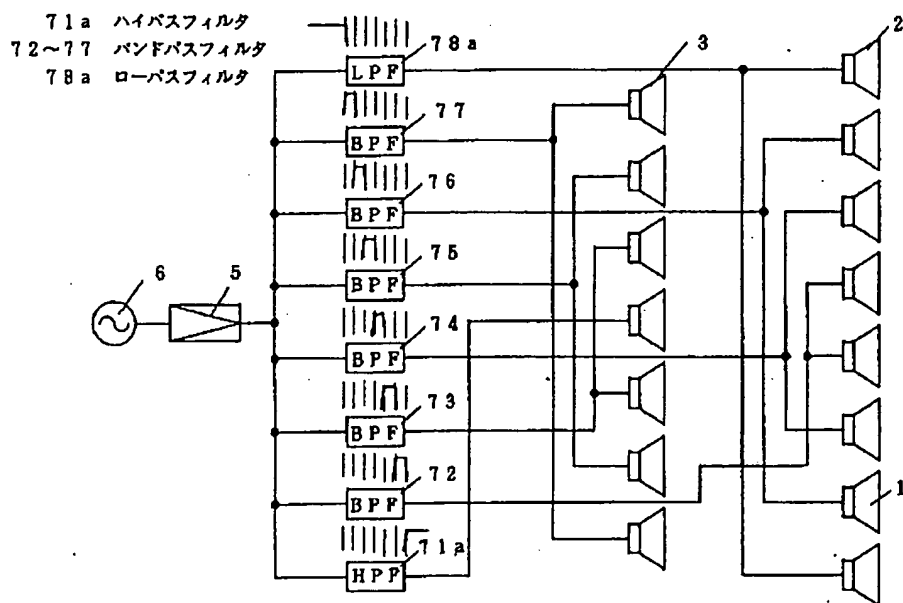 71a ハイパスフィルタ
72~77 バンドパスフィルタ
78a ローパスフィルタ
78a
LPF
3
2
77
BPF
76
BPF
75
BPF
6
5
74
BPF
73
BPF
72
BPF
1
71a
HPF